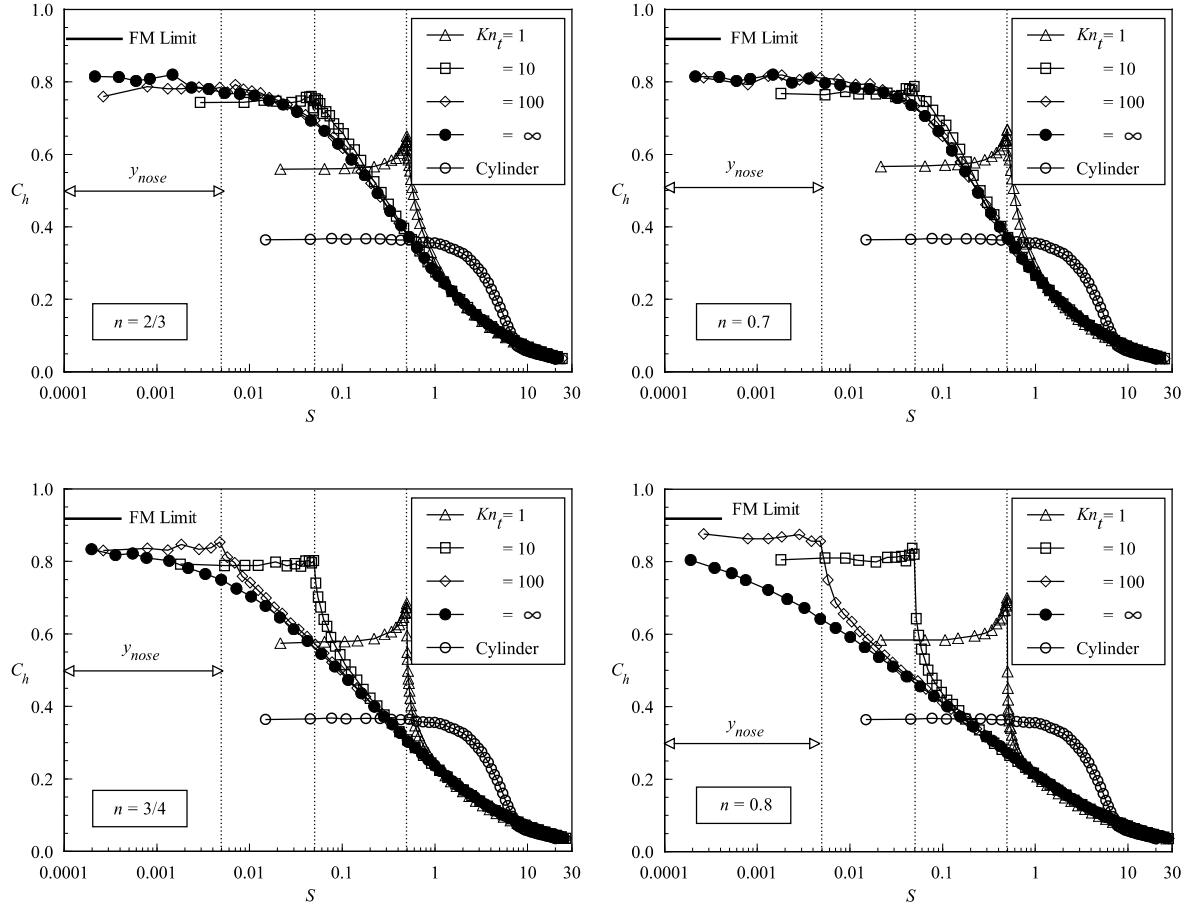 1.0
FM Limit
Kn_t = 1
= 10
= 100
= ∞
Cylinder
0.8
0.6
y_nose
C_h
0.4
0.2
n = 2/3
0.0
0.0001 0.001 0.01 0.1 1 10 30
S
1.0
FM Limit
Kn_t = 1
= 10
= 100
= ∞
Cylinder
0.8
0.6
y_nose
C_h
0.4
0.2
n = 0.7
0.0
0.0001 0.001 0.01 0.1 1 10 30
S
1.0
FM Limit
Kn_t = 1
= 10
= 100
= ∞
Cylinder
0.8
0.6
y_nose
C_h
0.4
0.2
n = 3/4
0.0
0.0001 0.001 0.01 0.1 1 10 30
S
1.0
FM Limit
Kn_t = 1
= 10
= 100
= ∞
Cylinder
0.8
0.6
C_h
0.4
y_nose
0.2
n = 0.8
0.0
0.0001 0.001 0.01 0.1 1 10 30
S